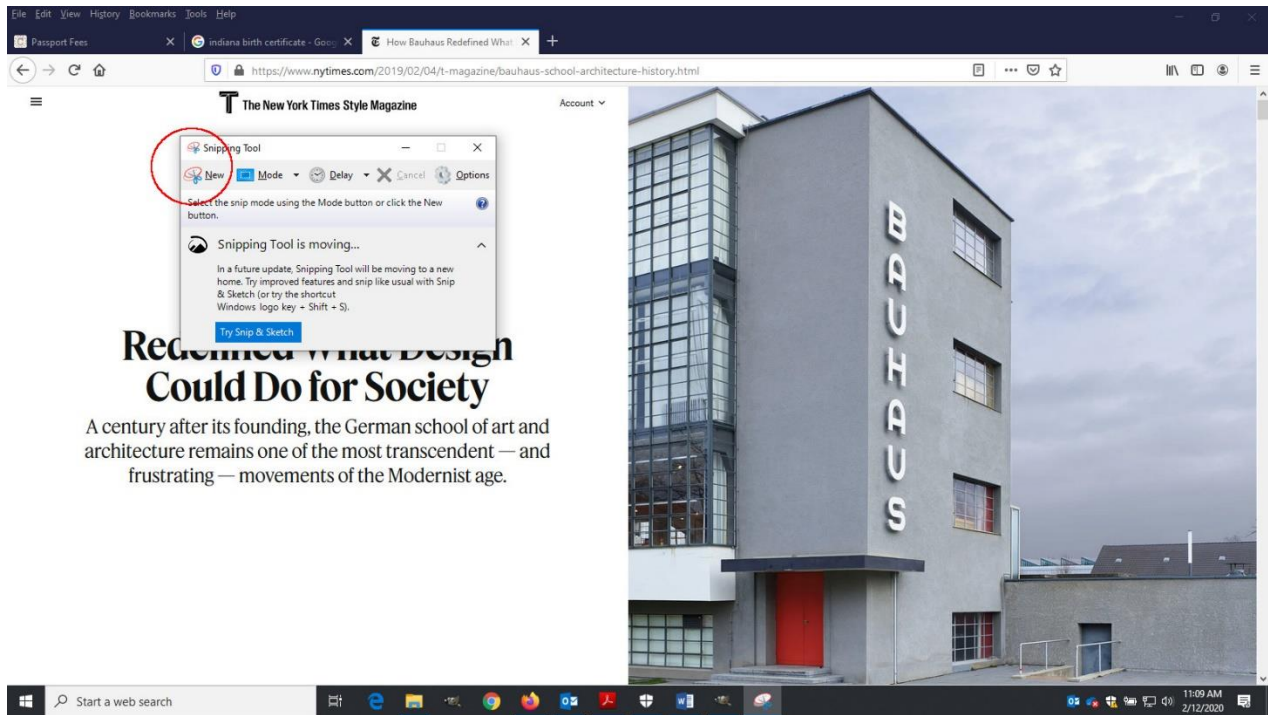 File Edit View History Bookmarks Tools Help
Passport Fees
indiana birth certificate - Goog
How Bauhaus Redefined What
https://www.nytimes.com/2019/02/04/t-magazine/bauhaus-school-architecture-history.html
The New York Times Style Magazine
Account
Snipping Tool
New Mode Delay Cancel Options
Select the snip mode using the Mode button or click the New
button.
Snipping Tool is moving...
In a future update, Snipping Tool will be moving to a new
home. Try improved features and snip like usual with Snip
& Sketch (or try the shortcut
Windows logo key + Shift + S).
Try Snip & Sketch
Redefined What Design
Could Do for Society
A century after its founding, the German school of art and
architecture remains one of the most transcendent — and
frustrating — movements of the Modernist age.
BAUHAUS
Start a web search
11:09 AM
2/12/2020